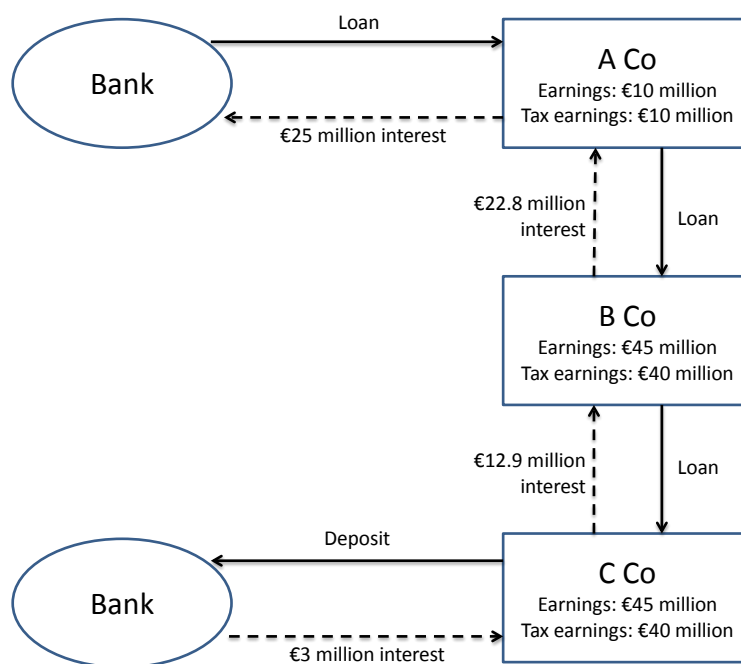 Loan
Bank
A Co
Earnings: €10 million
Tax earnings: €10 million
€25 million interest
€22.8 million
interest
Loan
B Co
Earnings: €45 million
Tax earnings: €40 million
€12.9 million
interest
Loan
Deposit
Bank
C Co
Earnings: €45 million
Tax earnings: €40 million
€3 million interest